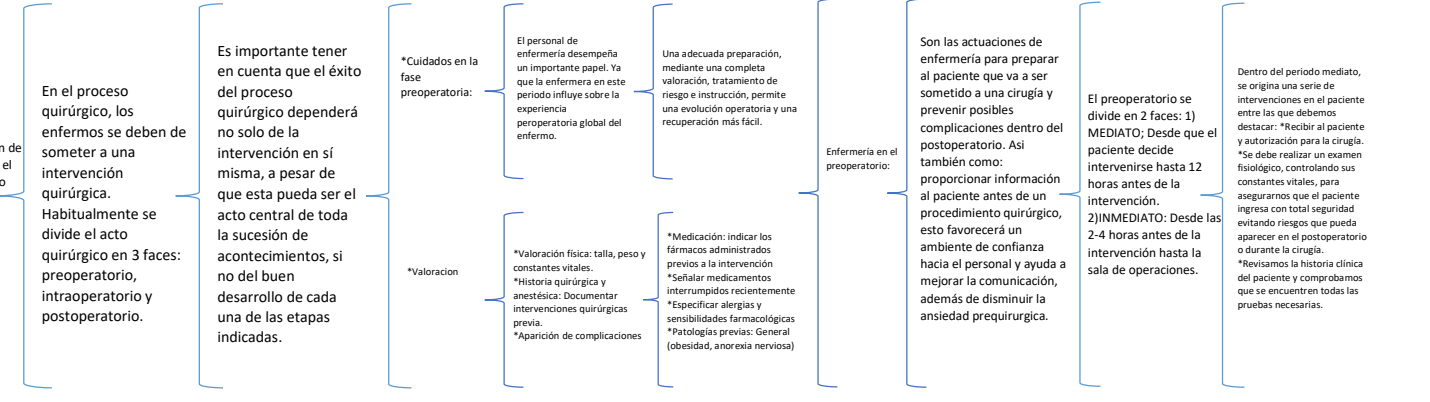 el
En el proceso
quirúrgico, los
enfermos se deben de
someter a una
intervención
quirúrgica.
Habitualmente se
divide el acto
quirúrgico en 3 faces:
preoperatorio,
intraoperatorio y
postoperatorio.
Es importante tener
en cuenta que el éxito
del proceso
quirúrgico dependerá
no solo de la
intervención en sí
misma, a pesar de
que esta pueda ser el
acto central de toda
la sucesión de
acontecimientos, si
no del buen
desarrollo de cada
una de las etapas
indicadas.
*Cuidados en la
fase
preoperatoria:
El personal de
enfermería desempeña
un importante papel. Ya
que la enfermera en este
periodo influye sobre la
experiencia
peroperatoria global del
enfermo.
Una adecuada preparación,
mediante una completa
valoración, tratamiento de
riesgo e instrucción, permite
una evolución operatoria y una
recuperación más fácil.
*Valoracion
*Valoración física: talla, peso y
constantes vitales.
*Historia quirúrgica y
anestésica: Documentar
intervenciones quirúrgicas
previa.
*Aparición de complicaciones
*Medicación: indicar los
fármacos administrados
previos a la intervención
*Señalar medicamentos
interrumpidos recientemente
*Especificar alergias y
sensibilidades farmacológicas
*Patologías previas: General
(obesidad, anorexia nerviosa)
Enfermería en el
preoperatorio:
Son las actuaciones de
enfermería para preparar
al paciente que va a ser
sometido a una cirugía y
prevenir posibles
complicaciones dentro del
postoperatorio. Asi
también como:
proporcionar información
al paciente antes de un
procedimiento quirúrgico,
esto favorecerá un
ambiente de confianza
hacia el personal y ayuda a
mejorar la comunicación,
además de disminuir la
ansiedad prequirurgica.
El preoperatorio se
divide en 2 faces: 1)
MEDIATO; Desde que el
paciente decide
intervenirse hasta 12
horas antes de la
intervención.
2)INMEDIATO: Desde las
2-4 horas antes de la
intervención hasta la
sala de operaciones.
Dentro del periodo mediato,
se origina una serie de
intervenciones en el paciente
entre las que debemos
destacar: *Recibir al paciente
y autorización para la cirugía.
*Se debe realizar un examen
fisiológico, controlando sus
constantes vitales, para
asegurarnos que el paciente
ingresa con total seguridad
evitando riesgos que pueda
aparecer en el postoperatorio
o durante la cirugía.
*Revisamos la historia clínica
del paciente y comprobamos
que se encuentren todas las
pruebas necesarias.